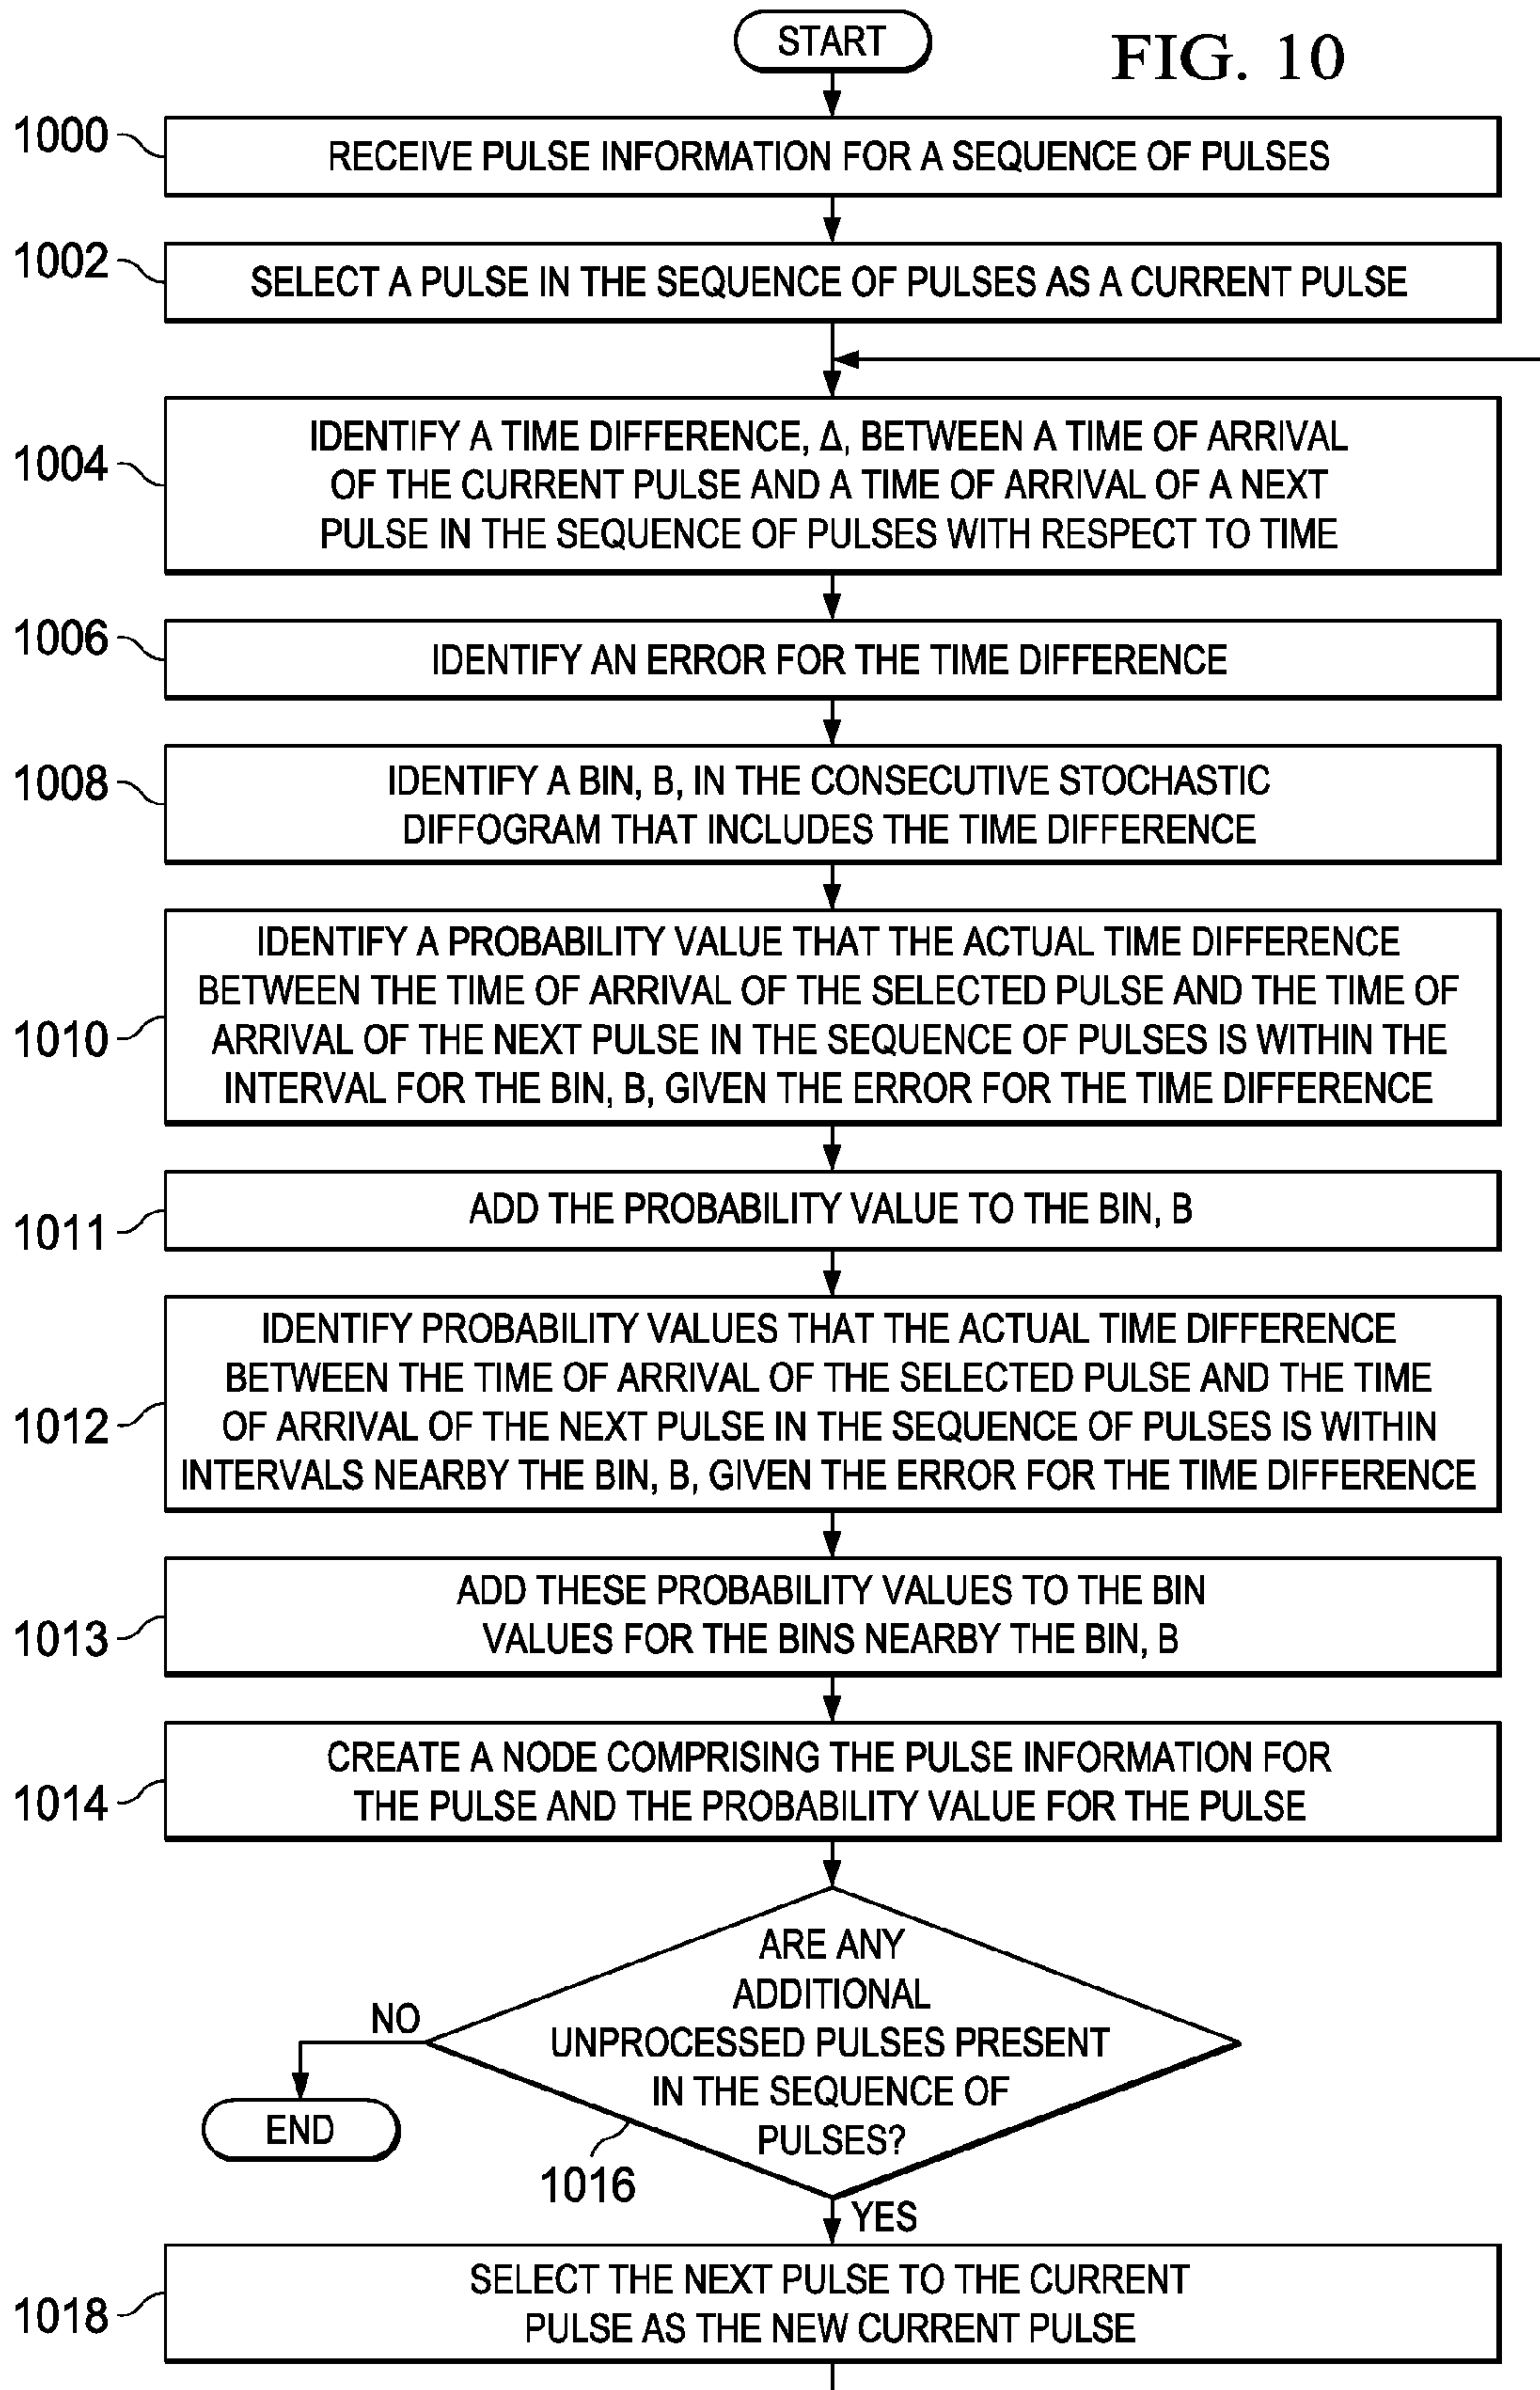 START
FIG. 10
1000
RECEIVE PULSE INFORMATION FOR A SEQUENCE OF PULSES
1002
SELECT A PULSE IN THE SEQUENCE OF PULSES AS A CURRENT PULSE
1004
IDENTIFY A TIME DIFFERENCE, Δ, BETWEEN A TIME OF ARRIVAL
OF THE CURRENT PULSE AND A TIME OF ARRIVAL OF A NEXT
PULSE IN THE SEQUENCE OF PULSES WITH RESPECT TO TIME
1006
IDENTIFY AN ERROR FOR THE TIME DIFFERENCE
1008
IDENTIFY A BIN, B, IN THE CONSECUTIVE STOCHASTIC
DIFFOGRAM THAT INCLUDES THE TIME DIFFERENCE
1010
IDENTIFY A PROBABILITY VALUE THAT THE ACTUAL TIME DIFFERENCE
BETWEEN THE TIME OF ARRIVAL OF THE SELECTED PULSE AND THE TIME OF
ARRIVAL OF THE NEXT PULSE IN THE SEQUENCE OF PULSES IS WITHIN THE
INTERVAL FOR THE BIN, B, GIVEN THE ERROR FOR THE TIME DIFFERENCE
1011
ADD THE PROBABILITY VALUE TO THE BIN, B
1012
IDENTIFY PROBABILITY VALUES THAT THE ACTUAL TIME DIFFERENCE
BETWEEN THE TIME OF ARRIVAL OF THE SELECTED PULSE AND THE TIME
OF ARRIVAL OF THE NEXT PULSE IN THE SEQUENCE OF PULSES IS WITHIN
INTERVALS NEARBY THE BIN, B, GIVEN THE ERROR FOR THE TIME DIFFERENCE
1013
ADD THESE PROBABILITY VALUES TO THE BIN
VALUES FOR THE BINS NEARBY THE BIN, B
1014
CREATE A NODE COMPRISING THE PULSE INFORMATION FOR
THE PULSE AND THE PROBABILITY VALUE FOR THE PULSE
ARE ANY
ADDITIONAL
UNPROCESSED PULSES PRESENT
IN THE SEQUENCE OF
PULSES?
NO
END
1016
YES
1018
SELECT THE NEXT PULSE TO THE CURRENT
PULSE AS THE NEW CURRENT PULSE